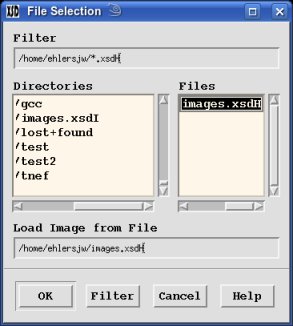 XSD File Selection
Filter
/home/ehlersjw/*.xsdH
Directories
Files
/gcc
/images.xsdI
/lost+found
/test
/test2
/tnef
images.xsdH
Load Image from File
/home/ehlersjw/images.xsdH
OK
Filter
Cancel
Help